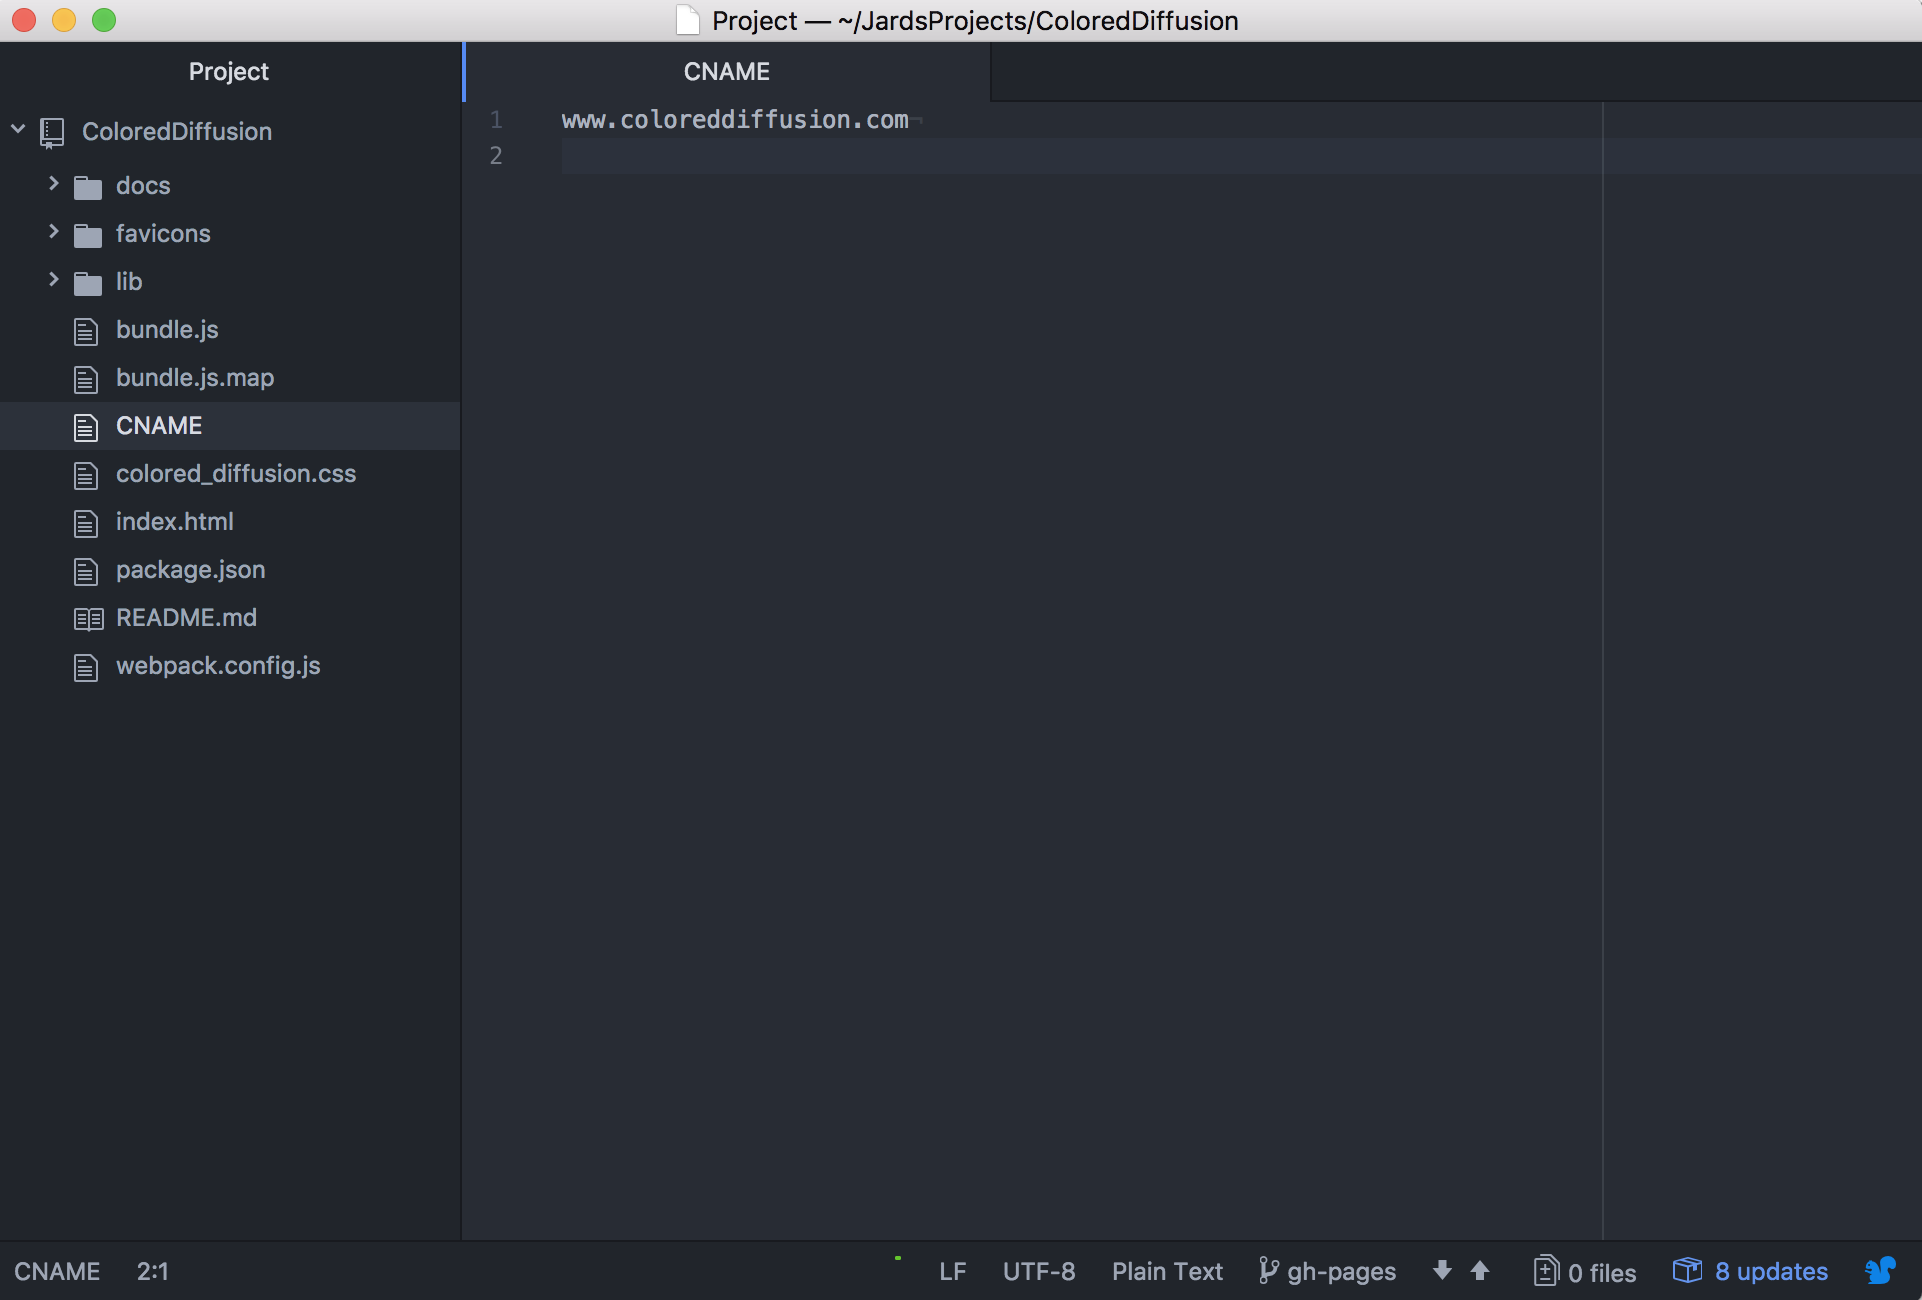 Project — ~/JardsProjects/ColoredDiffusion
Project
CNAME
ColoredDiffusion
docs
favicons
lib
bundle.js
bundle.js.map
CNAME
colored_diffusion.css
index.html
package.json
README.md
webpack.config.js
1 www.coloreddiffusion.com¬
2
CNAME 2:1 LF UTF-8 Plain Text gh-pages 0 files 8 updates